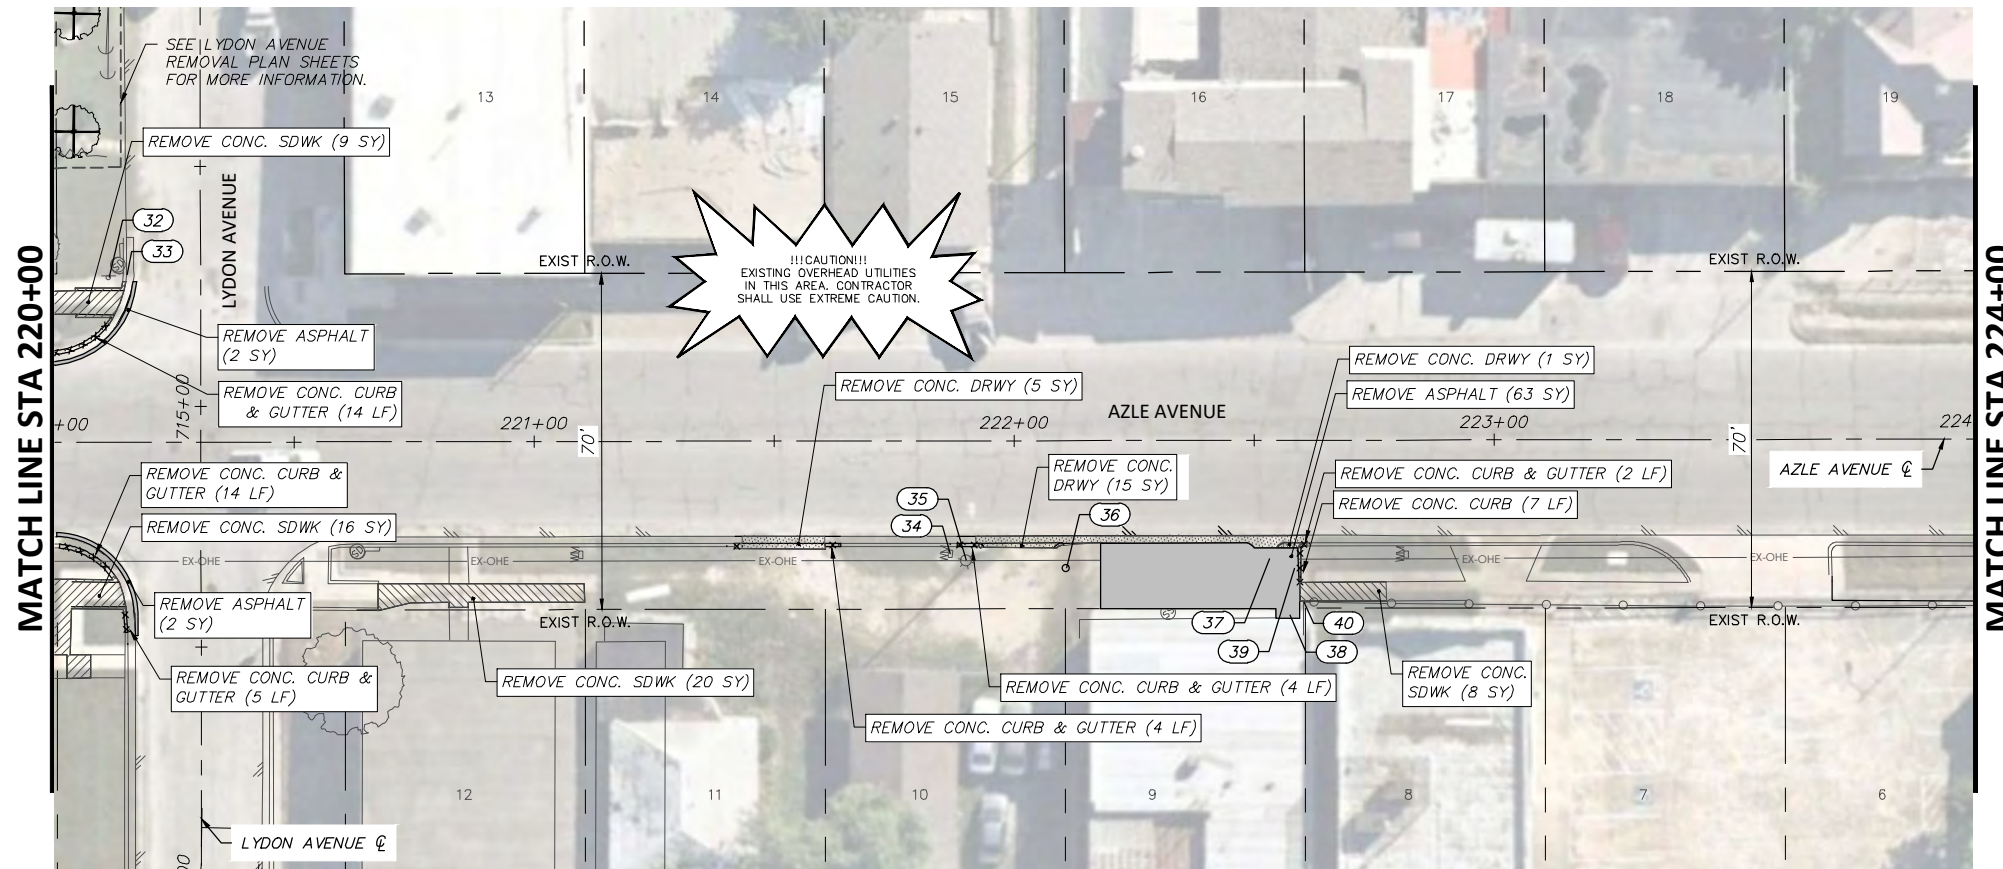 SEE LYDON AVENUE
REMOVAL PLAN SHEETS
FOR MORE INFORMATION.
13
14
15
16
17
18
19
REMOVE CONC. SDWK (9 SY)
LYDON AVENUE
32
33
EXIST R.O.W.
!!!CAUTION!!!
EXISTING OVERHEAD UTILITIES
IN THIS AREA. CONTRACTOR
SHALL USE EXTREME CAUTION.
EXIST R.O.W.
MATCH LINE STA 220+00
MATCH LINE STA 224+00
REMOVE ASPHALT
(2 SY)
REMOVE CONC. CURB
& GUTTER (14 LF)
715+00
REMOVE CONC. DRWY (5 SY)
AZLE AVENUE
REMOVE CONC. DRWY (1 SY)
REMOVE ASPHALT (63 SY)
+00
221+00
222+00
223+00
224
70'
70'
AZLE AVENUE ℄
REMOVE CONC. CURB &
GUTTER (14 LF)
REMOVE CONC. SDWK (16 SY)
REMOVE CONC.
DRWY (15 SY)
REMOVE CONC. CURB & GUTTER (2 LF)
REMOVE CONC. CURB (7 LF)
35
34
36
EX-OHE
EX-OHE
EX-OHE
EX-OHE
EX-OHE
REMOVE ASPHALT
(2 SY)
EXIST R.O.W.
37
40
39
38
EXIST R.O.W.
REMOVE CONC. CURB &
GUTTER (5 LF)
REMOVE CONC. SDWK (20 SY)
REMOVE CONC. CURB & GUTTER (4 LF)
REMOVE CONC.
SDWK (8 SY)
REMOVE CONC. CURB & GUTTER (4 LF)
12
11
10
9
8
7
6
LYDON AVENUE ℄
00